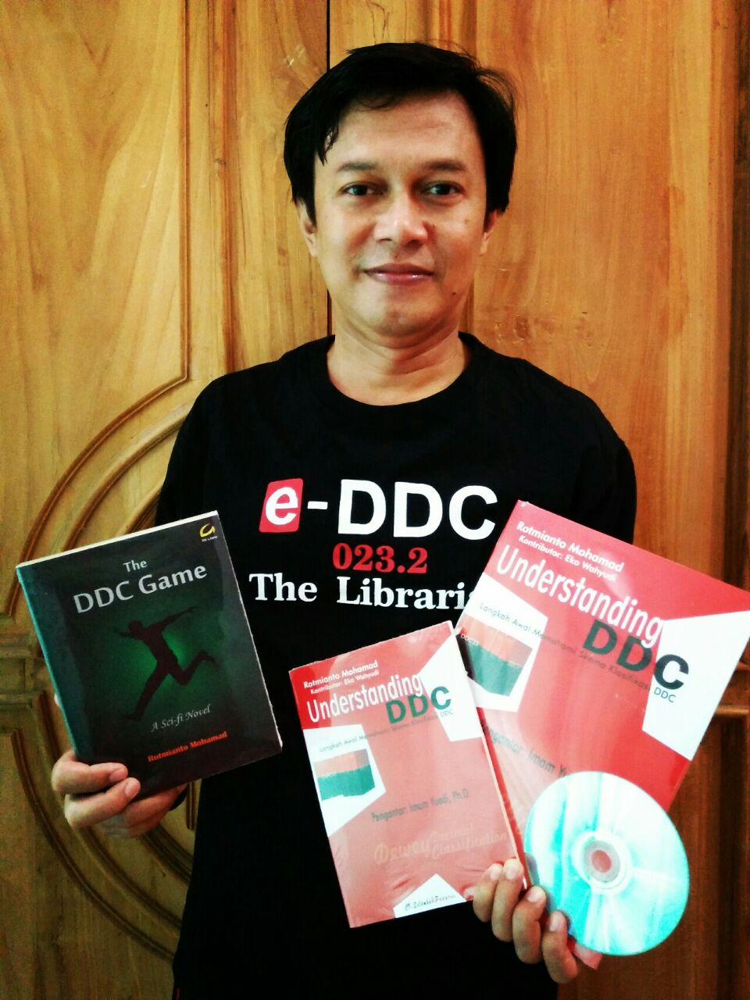 e-DDC
023.2
The Libraria
The
DDC Game
A Sci-fi Novel
Rotmianto Mohamad
Rotmianto Mohamad
Kontributor: Eko Wahyudi
Understanding
DDC
Langkah Awal Memahami Skema Klasifikasi DDC
Pengantar: Imam Yuadi, Ph.D.
Dewey Decimal
Classification
Rotmianto Mohamad
Kontributor: Eko Wahyudi
Understanding
DDC
Langkah Awal Memahami Skema Klasifikasi DDC
Pengantar: Imam Yu